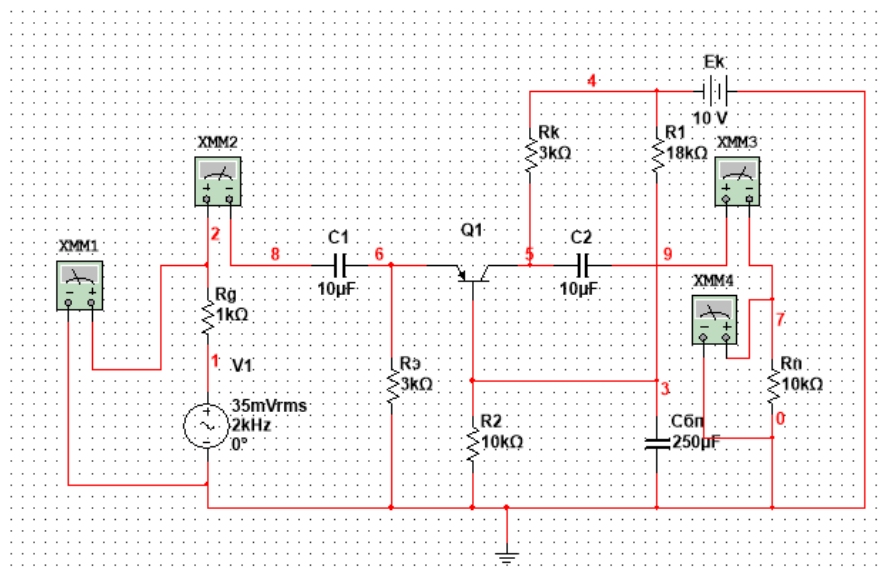 Ek
4
10 V
XMM2
Rk
3kΩ
R1
18kΩ
XMM3
+ −
+ −
2
Q1
XMM1
8
C1
6
5
C2
9
10µF
10µF
XMM4
+ −
− +
Rg
1kΩ
7
1
V1
Rэ
3kΩ
Rn
10kΩ
3
35mVrms
2kHz
0°
R2
10kΩ
Cбп
250µF
0